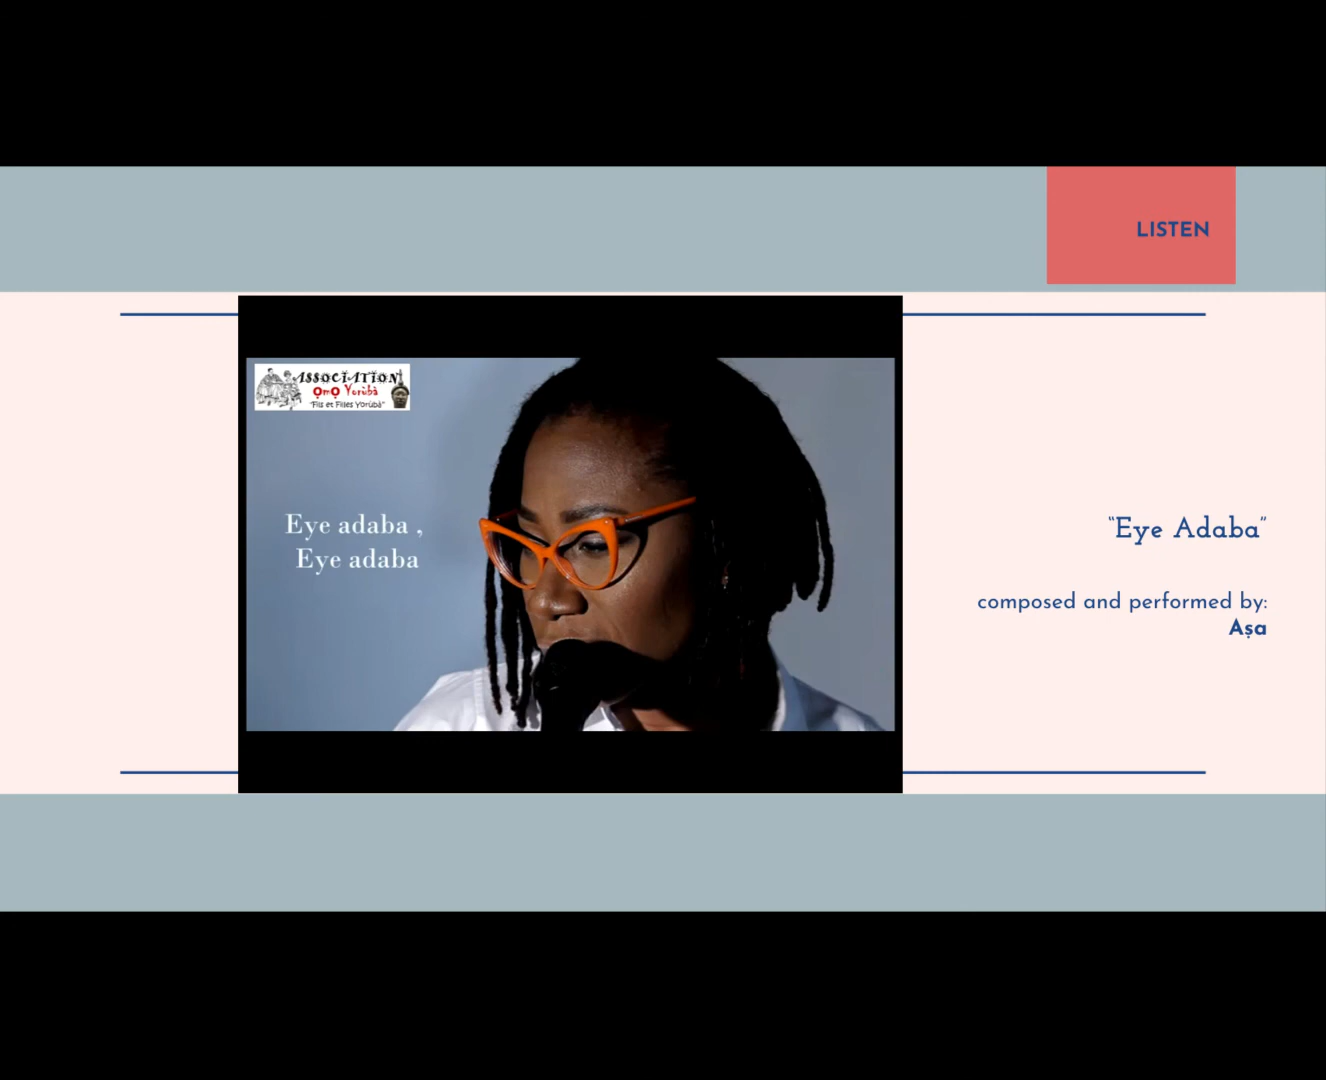 LISTEN
ASSOCIATION
Ọmọ Yorùbá
"Fils et Filles Yorùbá"
Eye adaba ,
Eye adaba
"Eye Adaba"
composed and performed by:
Aṣa